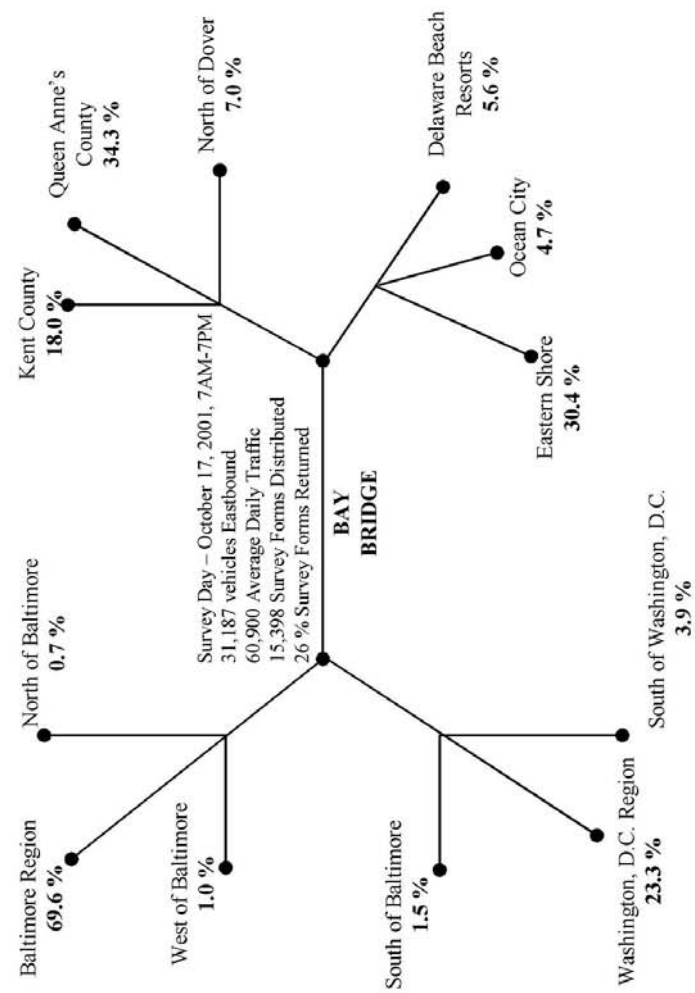 Baltimore Region
69.6 %
North of Baltimore
0.7 %
West of Baltimore
1.0 %
South of Baltimore
1.5 %
Washington, D.C. Region
23.3 %
South of Washington, D.C.
3.9 %
Survey Day – October 17, 2001, 7AM-7PM
31,187 vehicles Eastbound
60,900 Average Daily Traffic
15,398 Survey Forms Distributed
26 % Survey Forms Returned
BAY
BRIDGE
Kent County
18.0 %
Queen Anne's
County
34.3 %
North of Dover
7.0 %
Delaware Beach
Resorts
5.6 %
Ocean City
4.7 %
Eastern Shore
30.4 %